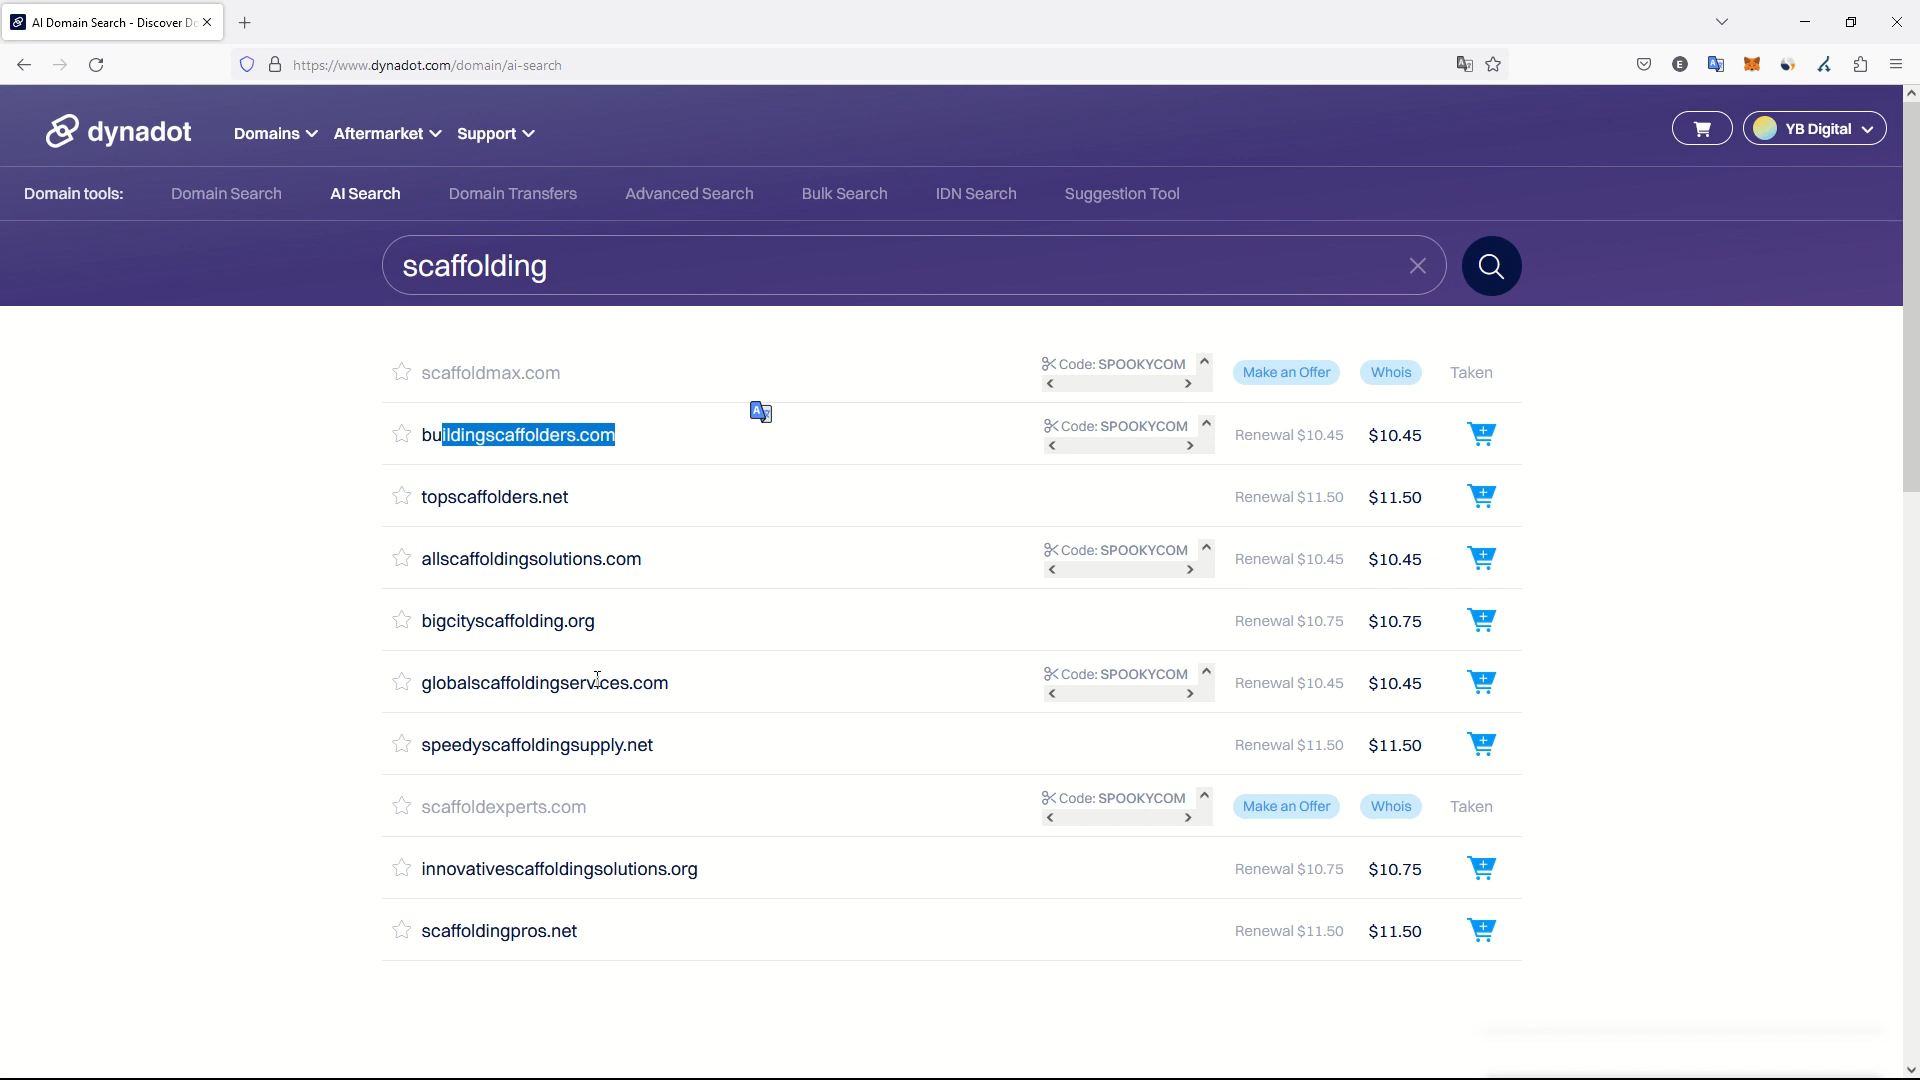 AI Domain Search - Discover Do
https://www.dynadot.com/domain/ai-search
dynadot Domains Aftermarket Support YB Digital
Domain tools: Domain Search AI Search Domain Transfers Advanced Search Bulk Search IDN Search Suggestion Tool
scaffolding
scaffoldmax.com Code: SPOOKYCOM Make an Offer Whois Taken
buildingscaffolders.com Code: SPOOKYCOM Renewal $10.45 $10.45
topscaffolders.net Renewal $11.50 $11.50
allscaffoldingsolutions.com Code: SPOOKYCOM Renewal $10.45 $10.45
bigcityscaffolding.org Renewal $10.75 $10.75
globalscaffoldingservices.com Code: SPOOKYCOM Renewal $10.45 $10.45
speedyscaffoldingsupply.net Renewal $11.50 $11.50
scaffoldexperts.com Code: SPOOKYCOM Make an Offer Whois Taken
innovativescaffoldingsolutions.org Renewal $10.75 $10.75
scaffoldingpros.net Renewal $11.50 $11.50